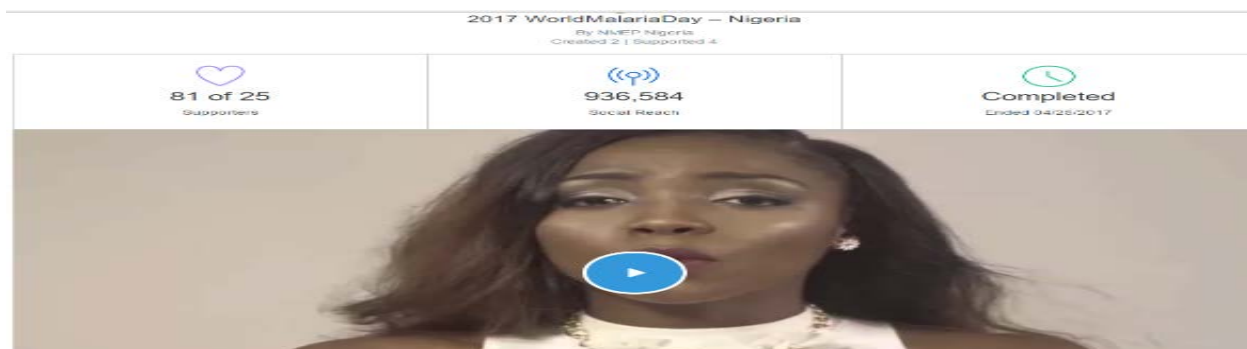 2017 WorldMalariaDay – Nigeria
By NMEP Nigeria
Created 2 | Supported 4
81 of 25
Supporters
936,584
Social Reach
Completed
Ended 04/25/2017